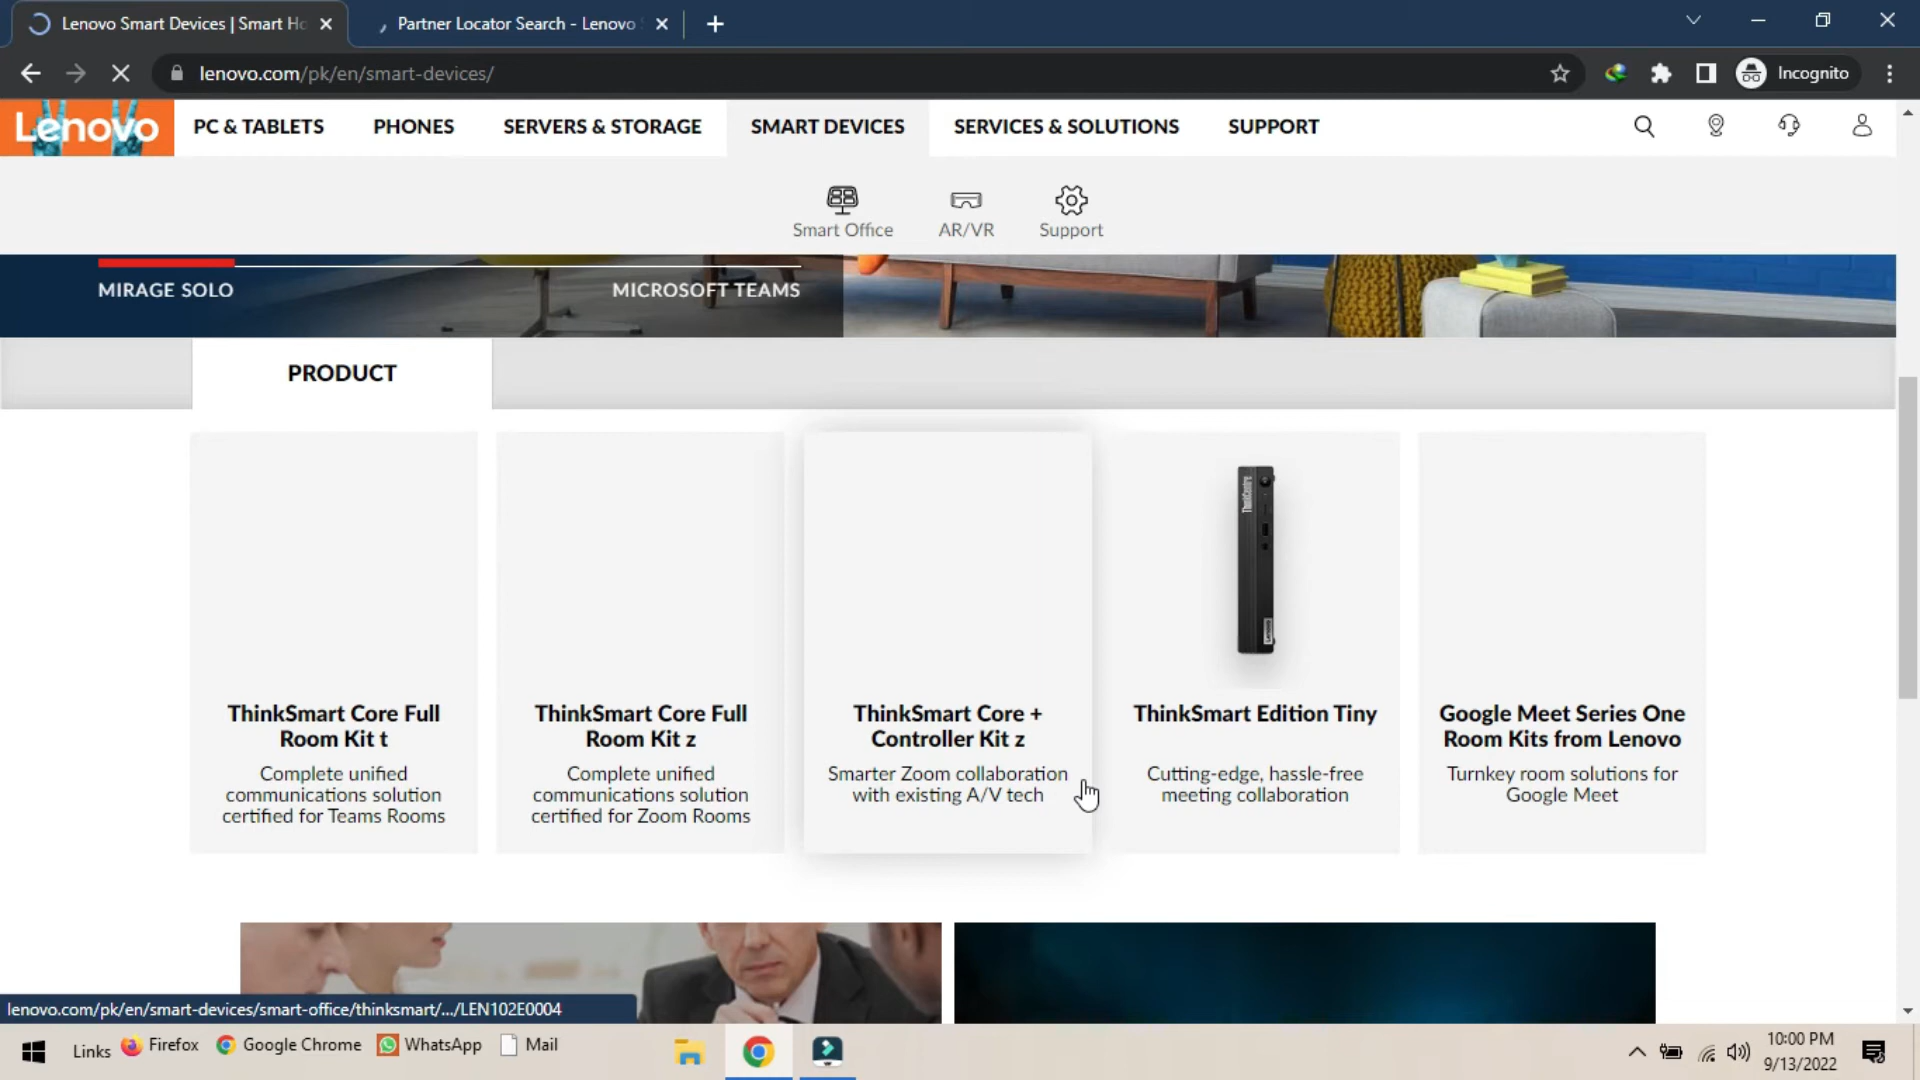 Lenovo Smart Devices | Smart Ho
Partner Locator Search - Lenovo
lenovo.com/pk/en/smart-devices/
Incognito
Lenovo
PC & TABLETS
PHONES
SERVERS & STORAGE
SMART DEVICES
SERVICES & SOLUTIONS
SUPPORT
Smart Office
AR/VR
Support
MIRAGE SOLO
MICROSOFT TEAMS
PRODUCT
ThinkCentre
Lenovo
ThinkSmart Core Full
Room Kit t
Complete unified
communications solution
certified for Teams Rooms
ThinkSmart Core Full
Room Kit z
Complete unified
communications solution
certified for Zoom Rooms
ThinkSmart Core +
Controller Kit z
Smarter Zoom collaboration
with existing A/V tech
ThinkSmart Edition Tiny
Cutting-edge, hassle-free
meeting collaboration
Google Meet Series One
Room Kits from Lenovo
Turnkey room solutions for
Google Meet
lenovo.com/pk/en/smart-devices/smart-office/thinksmart/.../LEN102E0004
Links
Firefox
Google Chrome
WhatsApp
Mail
10:00 PM
9/13/2022